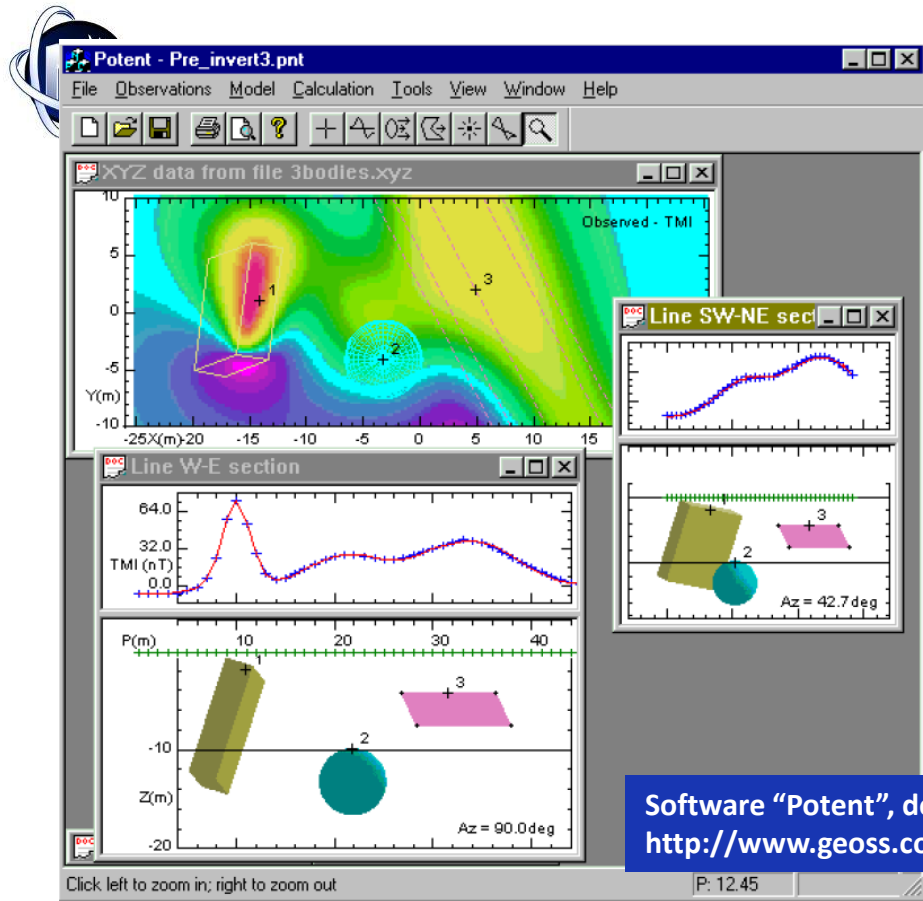 Potent - Pre_invert3.pnt
File Observations Model Calculation Tools View Window Help
XYZ data from file 3bodies.xyz
10
5
0
-5
Y(m)
-10
Observed - TMI
1
2
3
-25X(m)-20 -15 -10 -5 0 5 10 15
Line SW-NE sect
1
3
2
Az = 42.7deg
Line W-E section
64.0
32.0
TMI (nT)
0.0
P(m) 10 20 30 40
1
3
2
-10
Z(m)
-20
Az = 90.0deg
Software “Potent”,
http://www.geoss.co
Click left to zoom in; right to zoom out
P: 12.45